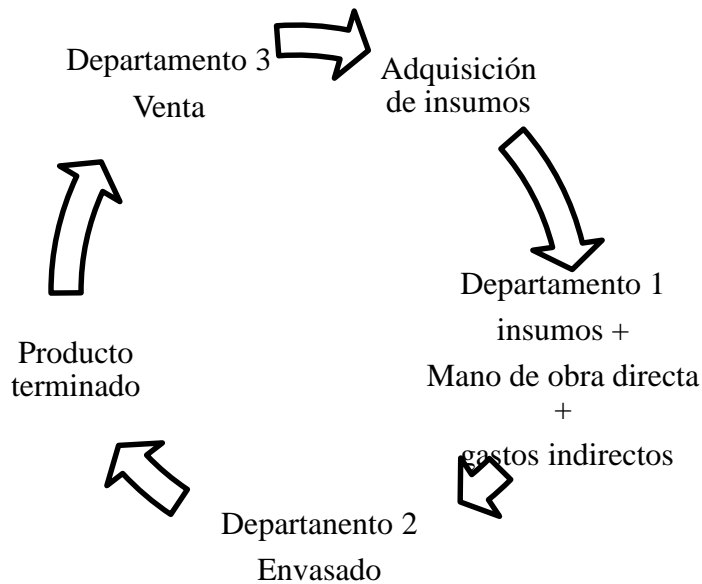 Departamento 3
Venta
Adquisición
de insumos
Departamento 1
insumos +
Mano de obra directa
+
gastos indirectos
Departanento 2
Envasado
Producto
terminado